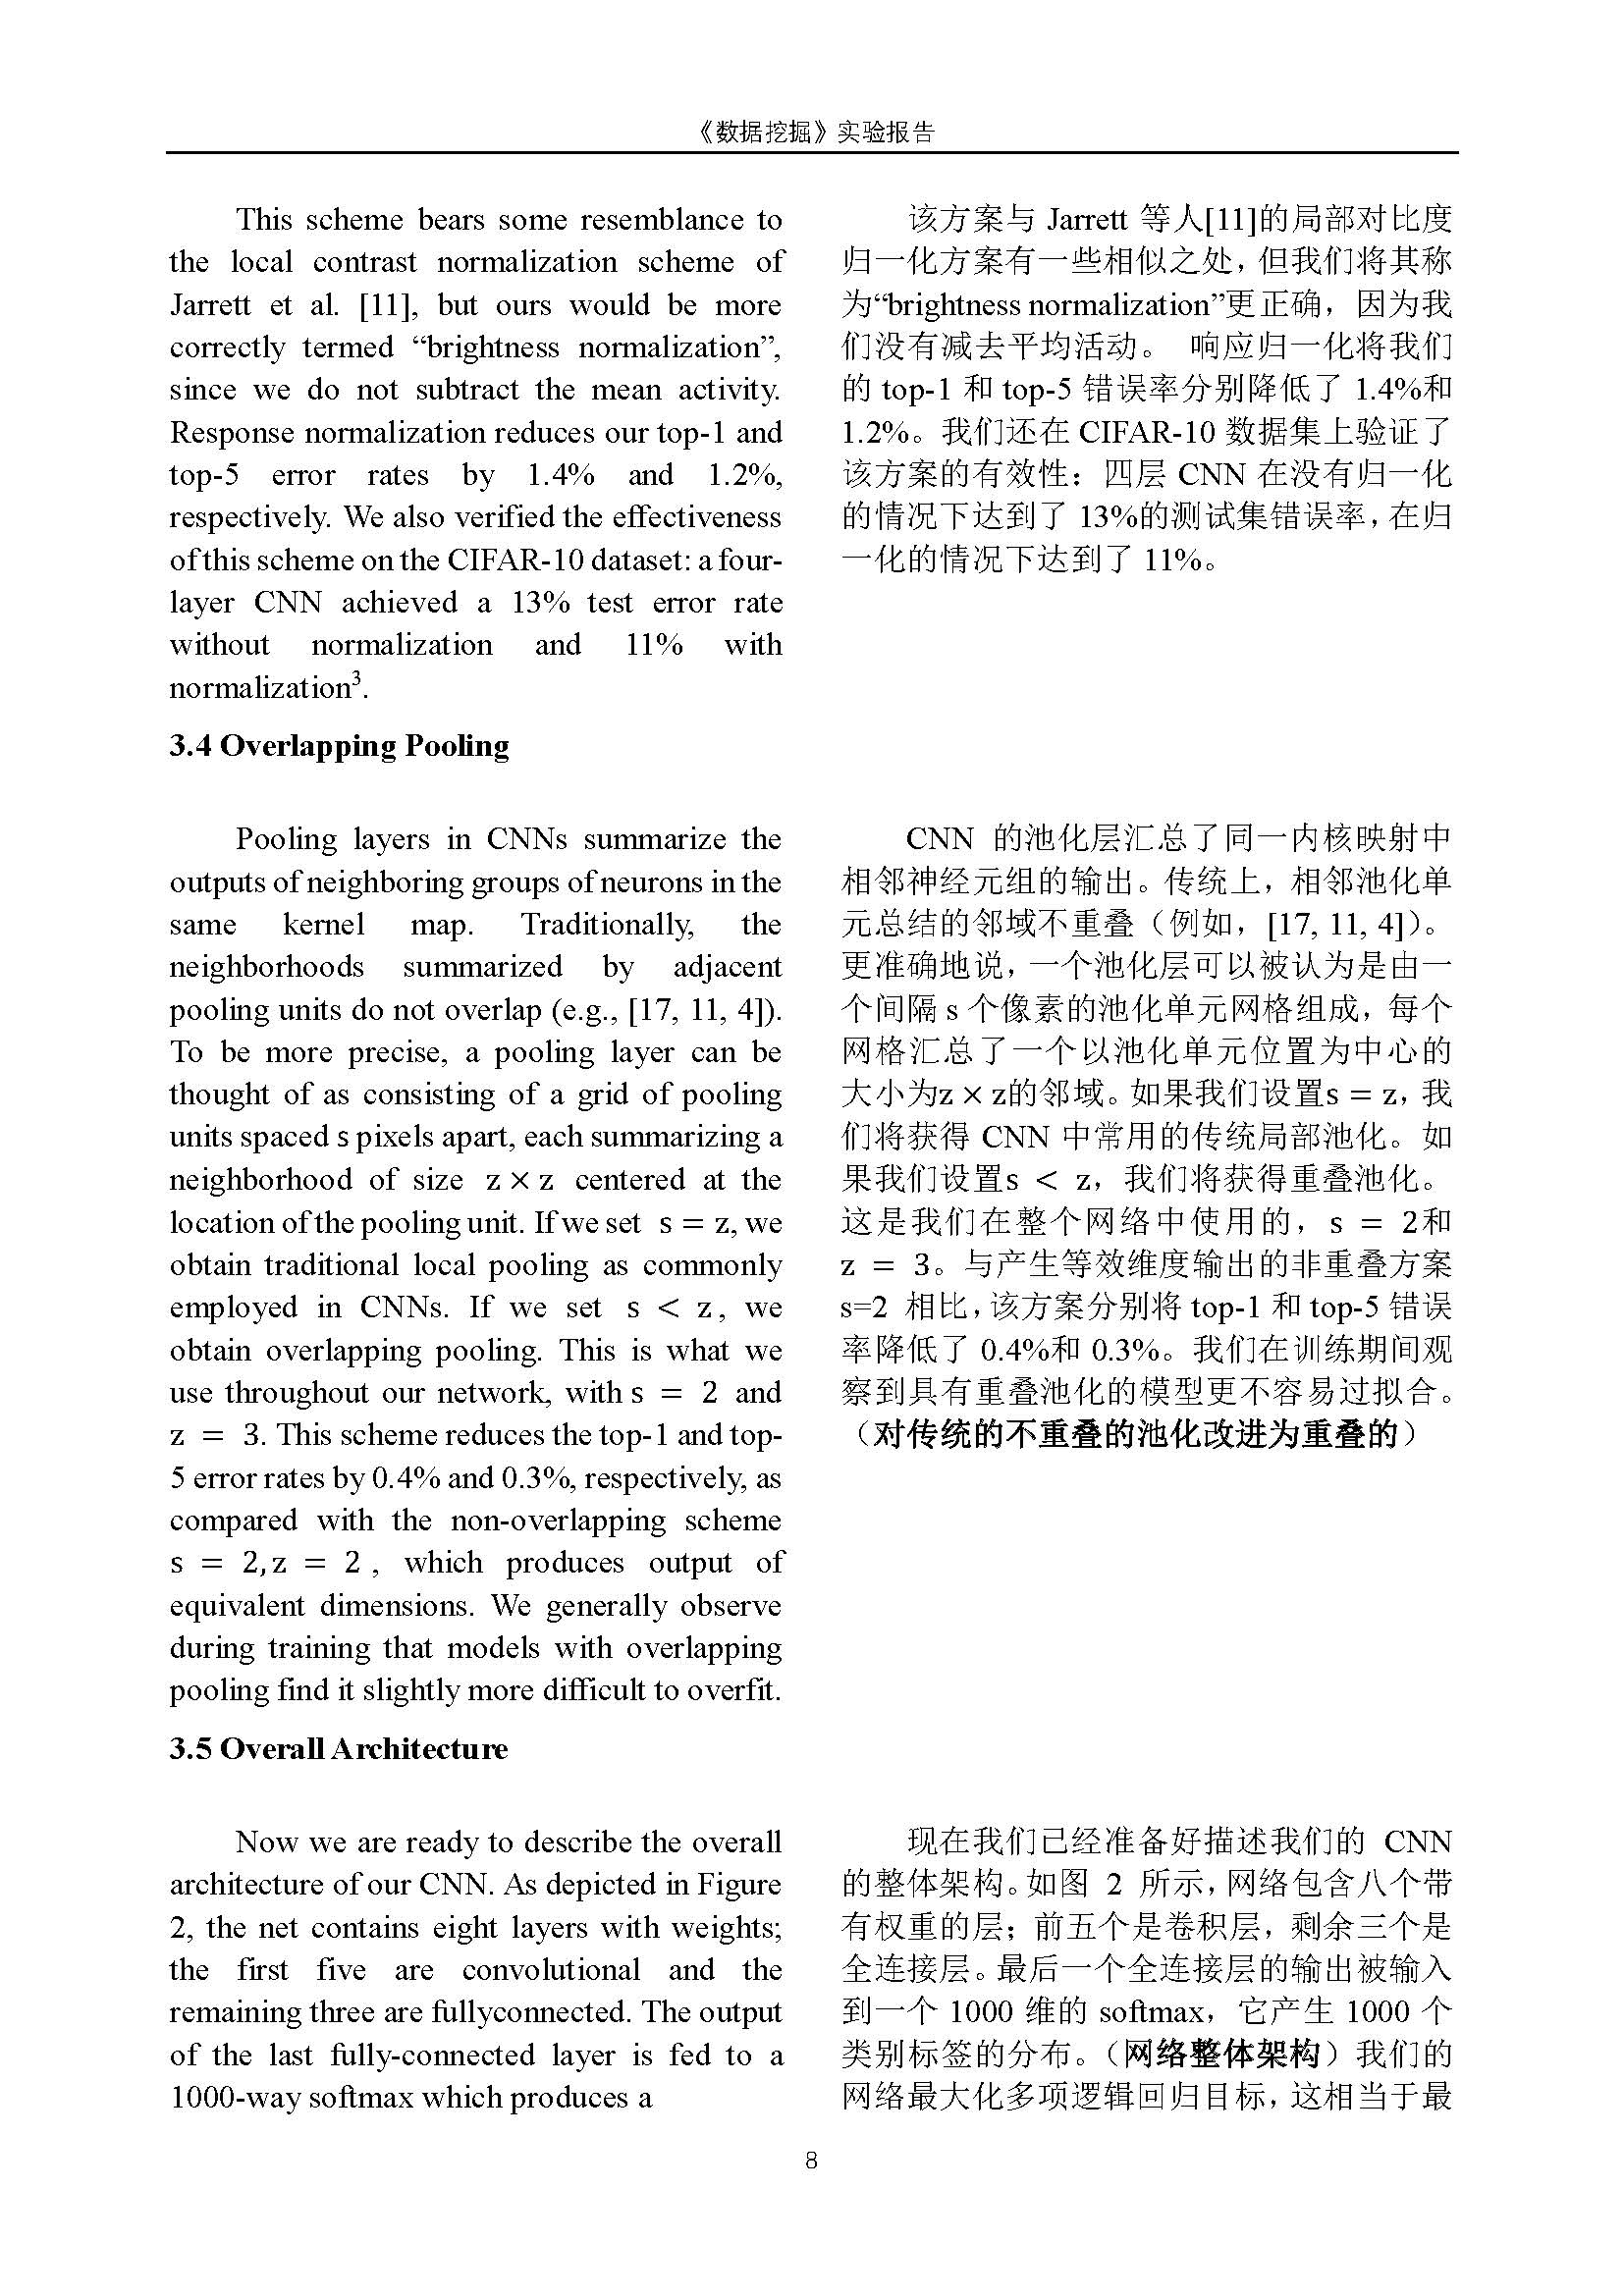 《数据挖掘》实验报告
This scheme bears some resemblance to
the local contrast normalization scheme of
Jarrett et al. [11], but ours would be more
correctly termed “brightness normalization”,
since we do not subtract the mean activity.
Response normalization reduces our top-1 and
top-5 error rates by 1.4% and 1.2%,
respectively. We also verified the effectiveness
of this scheme on the CIFAR-10 dataset: a four-
layer CNN achieved a 13% test error rate
without normalization and 11% with
normalization³.
该方案与 Jarrett 等人[11]的局部对比度
归一化方案有一些相似之处，但我们将其称
为“brightness normalization”更正确，因为我
们没有减去平均活动。 响应归一化将我们
的 top-1 和 top-5 错误率分别降低了 1.4%和
1.2%。我们还在 CIFAR-10 数据集上验证了
该方案的有效性：四层 CNN 在没有归一化
的情况下达到了 13%的测试集错误率，在归
一化的情况下达到了 11%。
3.4 Overlapping Pooling
Pooling layers in CNNs summarize the
outputs of neighboring groups of neurons in the
same kernel map. Traditionally, the
neighborhoods summarized by adjacent
pooling units do not overlap (e.g., [17, 11, 4]).
To be more precise, a pooling layer can be
thought of as consisting of a grid of pooling
units spaced s pixels apart, each summarizing a
neighborhood of size z × z centered at the
location of the pooling unit. If we set s = z, we
obtain traditional local pooling as commonly
employed in CNNs. If we set s < z, we
obtain overlapping pooling. This is what we
use throughout our network, with s = 2 and
z = 3. This scheme reduces the top-1 and top-
5 error rates by 0.4% and 0.3%, respectively, as
compared with the non-overlapping scheme
s = 2, z = 2 , which produces output of
equivalent dimensions. We generally observe
during training that models with overlapping
pooling find it slightly more difficult to overfit.
CNN 的池化层汇总了同一内核映射中
相邻神经元组的输出。传统上，相邻池化单
元总结的邻域不重叠（例如，[17, 11, 4]）。
更准确地说，一个池化层可以被认为是由一
个间隔 s 个像素的池化单元网格组成，每个
网格汇总了一个以池化单元位置为中心的
大小为z × z的邻域。如果我们设置s = z，我
们将获得 CNN 中常用的传统局部池化。如
果我们设置s < z，我们将获得重叠池化。
这是我们在整个网络中使用的，s = 2和
z = 3。与产生等效维度输出的非重叠方案
s=2 相比，该方案分别将 top-1 和 top-5 错误
率降低了 0.4%和 0.3%。我们在训练期间观
察到具有重叠池化的模型更不容易过拟合。
（对传统的不重叠的池化改进为重叠的）
3.5 Overall Architecture
Now we are ready to describe the overall
architecture of our CNN. As depicted in Figure
2, the net contains eight layers with weights;
the first five are convolutional and the
remaining three are fullyconnected. The output
of the last fully-connected layer is fed to a
1000-way softmax which produces a
现在我们已经准备好描述我们的 CNN
的整体架构。如图 2 所示，网络包含八个带
有权重的层；前五个是卷积层，剩余三个是
全连接层。最后一个全连接层的输出被输入
到一个 1000 维的 softmax，它产生 1000 个
类别标签的分布。（网络整体架构）我们的
网络最大化多项逻辑回归目标，这相当于最
8